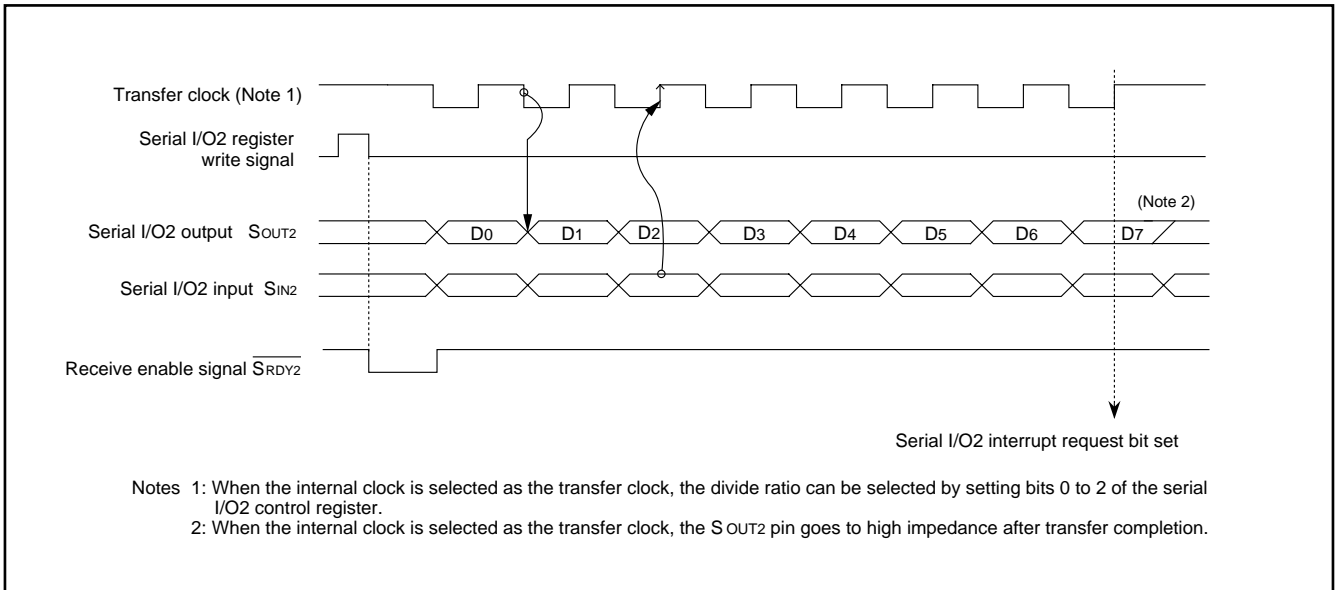 Transfer clock (Note 1)
Serial I/O2 register
write signal
(Note 2)
Serial I/O2 output SOUT2
D0 D1 D2 D3 D4 D5 D6 D7
Serial I/O2 input SIN2
Receive enable signal SRDY2
Serial I/O2 interrupt request bit set
Notes 1: When the internal clock is selected as the transfer clock, the divide ratio can be selected by setting bits 0 to 2 of the serial
I/O2 control register.
2: When the internal clock is selected as the transfer clock, the S OUT2 pin goes to high impedance after transfer completion.